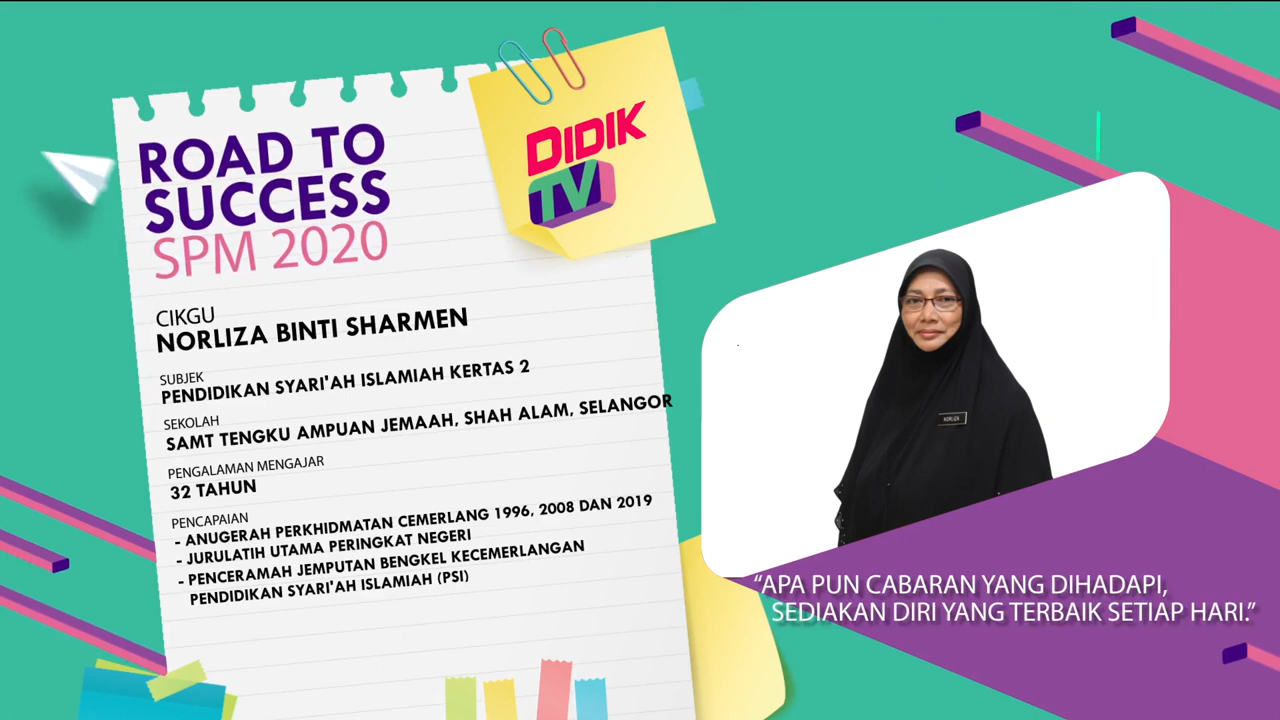 ROAD TO
SUCCESS
SPM 2020
DIDIK
TV
CIKGU
NORLIZA BINTI SHARMEN
SUBJEK
PENDIDIKAN SYARI'AH ISLAMIAH KERTAS 2
SEKOLAH
SAMT TENGKU AMPUAN JEMAAH, SHAH ALAM, SELANGOR
PENGALAMAN MENGAJAR
32 TAHUN
PENCAPAIAN
- ANUGERAH PERKHIDMATAN CEMERLANG 1996, 2008 DAN 2019
- JURULATIH UTAMA PERINGKAT NEGERI
- PENCERAMAH JEMPUTAN BENGKEL KECEMERLANGAN
PENDIDIKAN SYARI'AH ISLAMIAH (PSI)
NORLIZA
“APA PUN CABARAN YANG DIHADAPI,
SEDIAKAN DIRI YANG TERBAIK SETIAP HARI.”